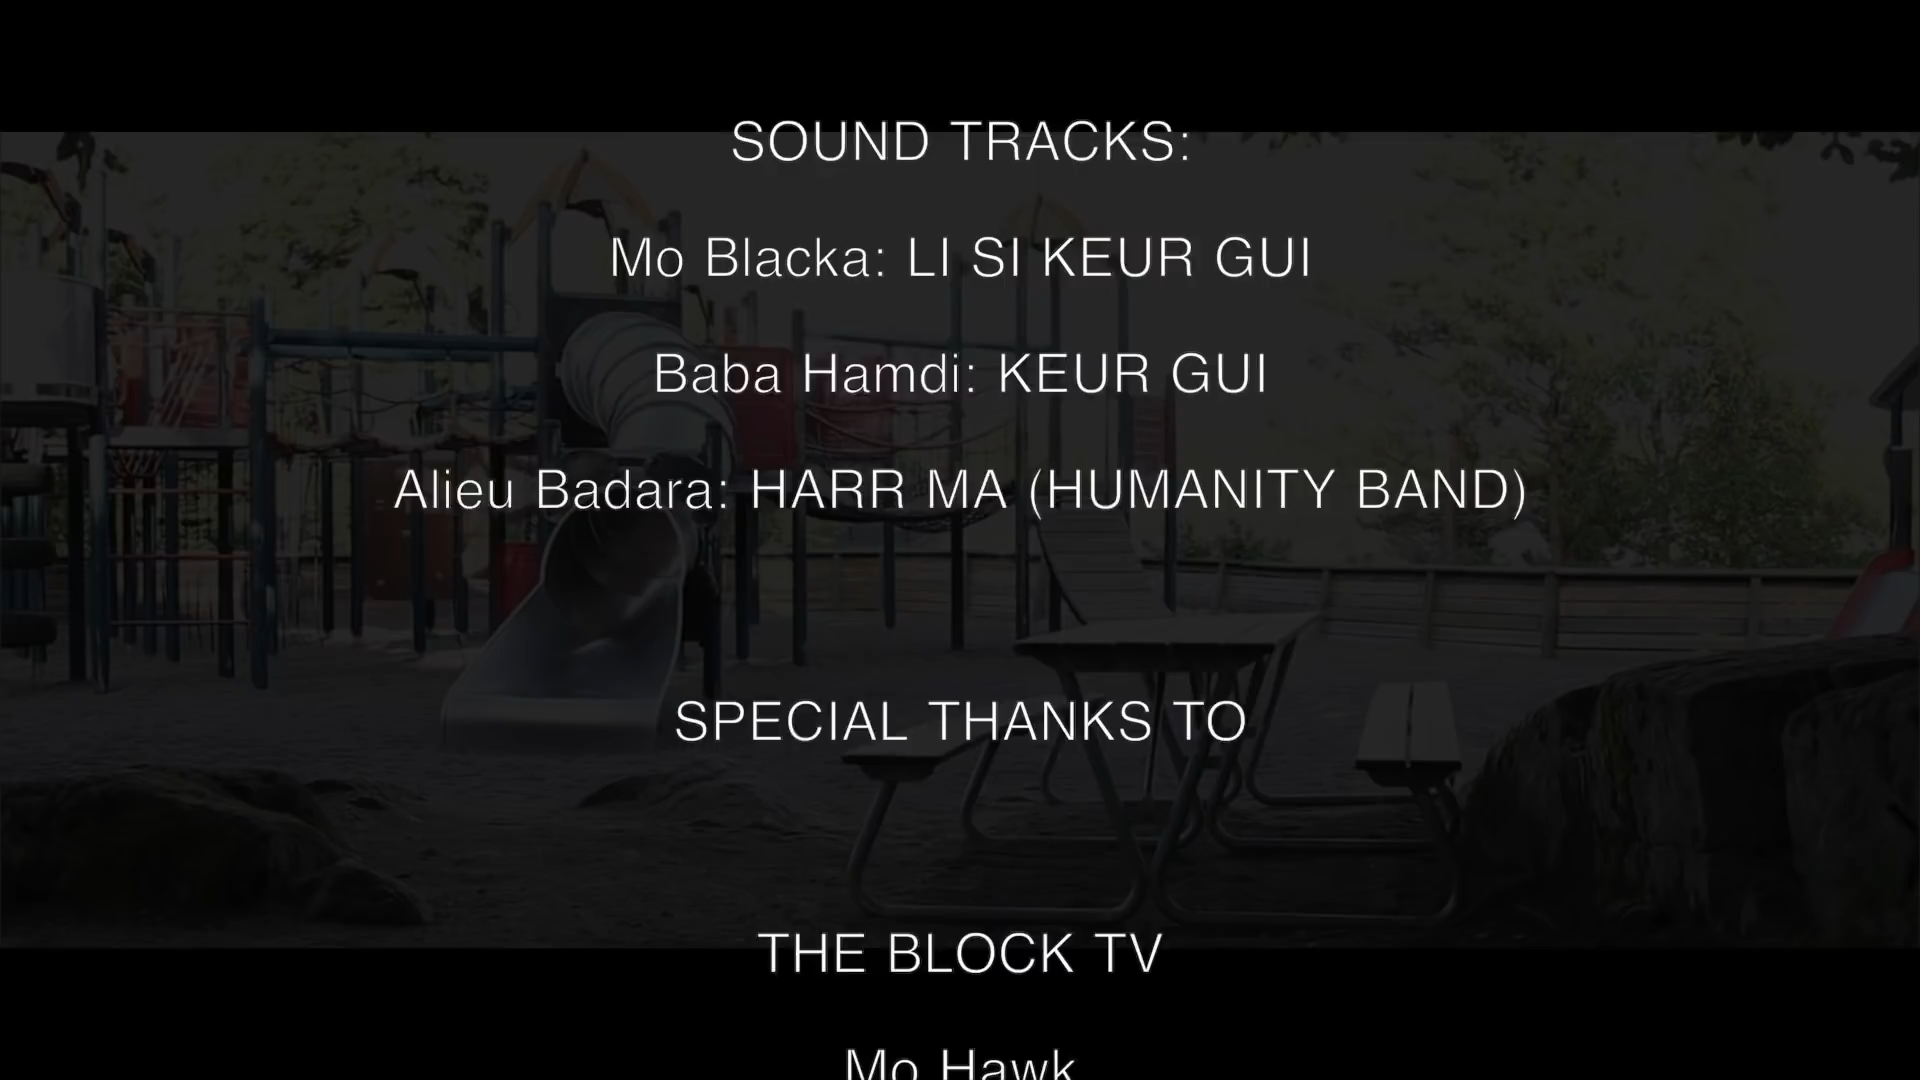 SOUND TRACKS:
Mo Blacka: LI SI KEUR GUI
Baba Hamdi: KEUR GUI
Alieu Badara: HARR MA (HUMANITY BAND)
SPECIAL THANKS TO
THE BLOCK TV
Mo Hawk